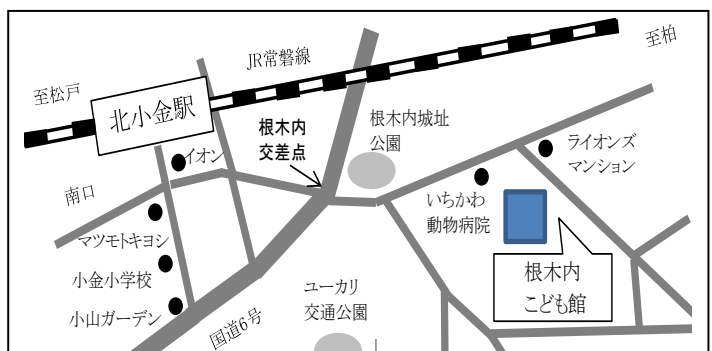 JR常磐線
至柏
至松戸
北小金駅
根木内
交差点
根木内城址
公園
ライオンズ
マンション
イオン
南口
いちかわ
動物病院
マツモトキヨシ
小金小学校
小山ガーデン
根木内
こども館
ユーカリ
交通公園
国道6号